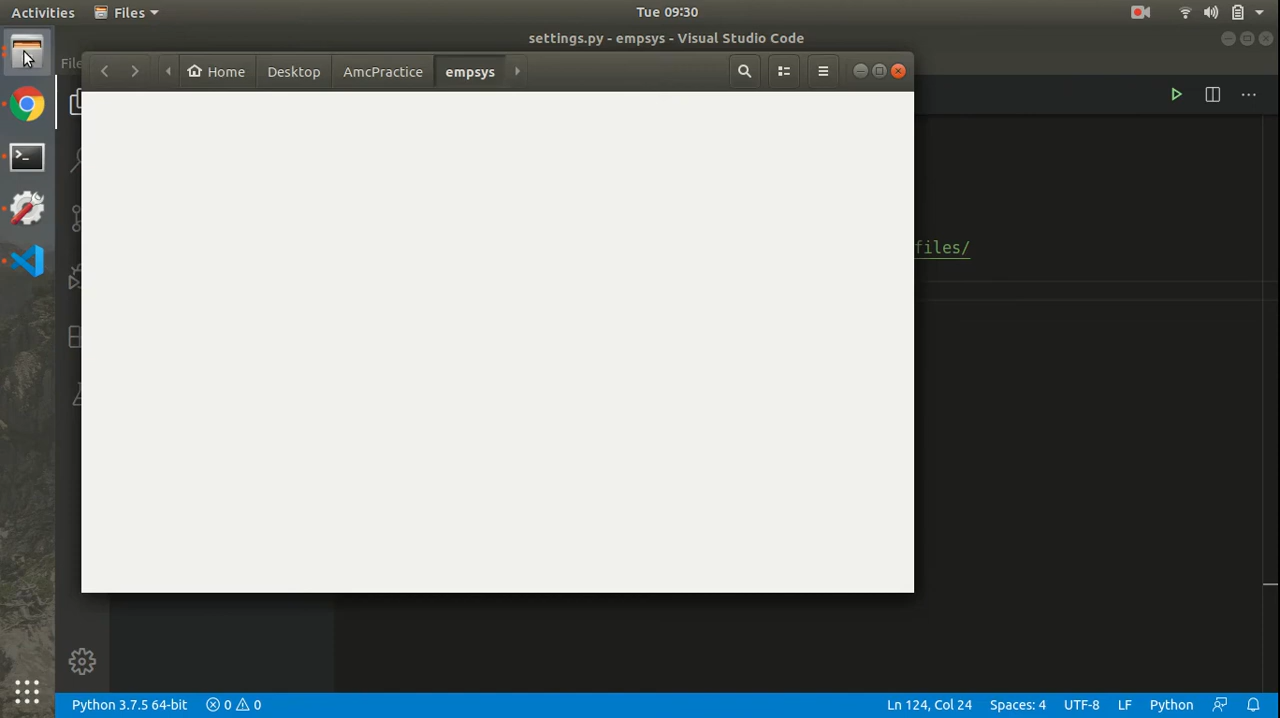 Activities Files Tue 09:30
settings.py - empsys - Visual Studio Code
File
Home Desktop AmcPractice empsys
files/
Python 3.7.5 64-bit 0 0 Ln 124, Col 24 Spaces: 4 UTF-8 LF Python